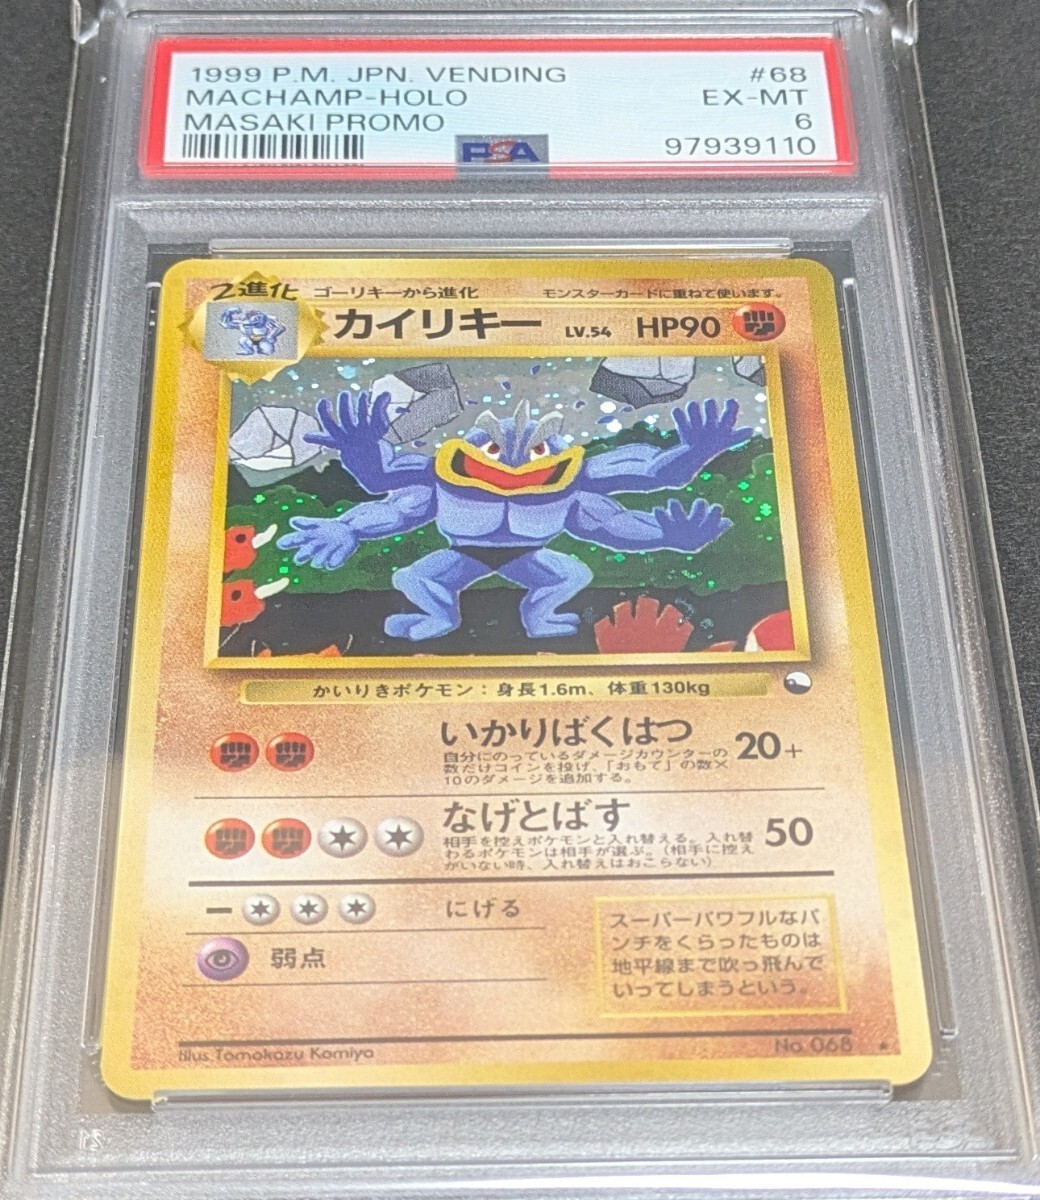 1999 P.M. JPN. VENDING #68
MACHAMP-HOLO EX-MT
MASAKI PROMO 6
PSA 97939110
2進化 ゴーリキーから進化 モンスターカードに重ねて使います。
カイリキー LV.54 HP90
かいりきポケモン：身長1.6m、体重130kg
いかりばくはつ 20+
自分にのっているダメージカウンターの
数だけコインを投げ、「おもて」の数×
10のダメージを追加する。
なげとばす 50
相手を控えポケモンと入れ替える。入れ替
わるポケモンは相手が選ぶ。(相手に控え
がいない時、入れ替えはおこらない)
にげる
弱点
スーパーパワフルなパ
ンチをくらったものは
地平線まで吹っ飛んで
いってしまうという。
Illus. Tomokazu Komiya No. 068